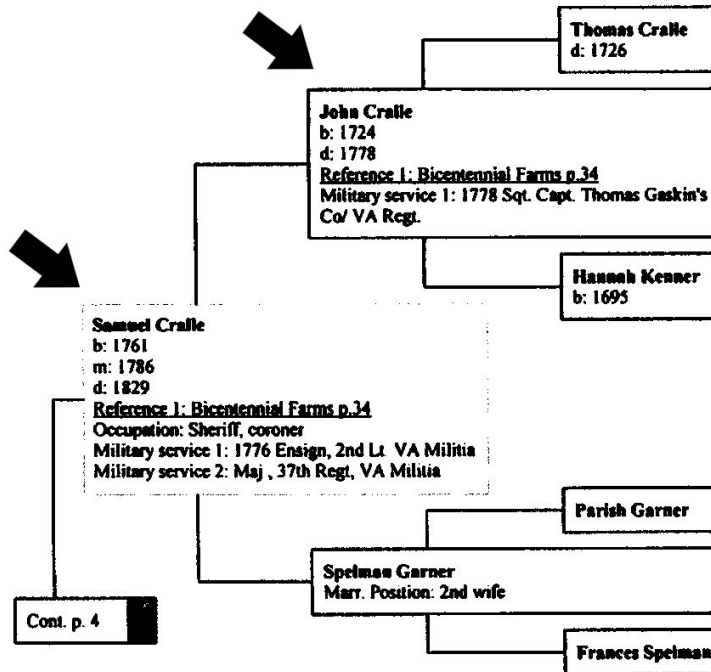 Thomas Cralle
d: 1726
John Cralle
b: 1724
d: 1778
Reference 1: Bicentennial Farms p.34
Military service 1: 1778 Sgt. Capt. Thomas Gaskin's
Co/ VA Regt.
Hannah Kenner
b: 1695
Samuel Cralle
b: 1761
m: 1786
d: 1829
Reference 1: Bicentennial Farms p.34
Occupation: Sheriff, coroner
Military service 1: 1776 Ensign, 2nd Lt VA Militia
Military service 2: Maj , 37th Regt, VA Militia
Parish Garner
Spelman Garner
Marr. Position: 2nd wife
Cont. p. 4
Frances Spelman